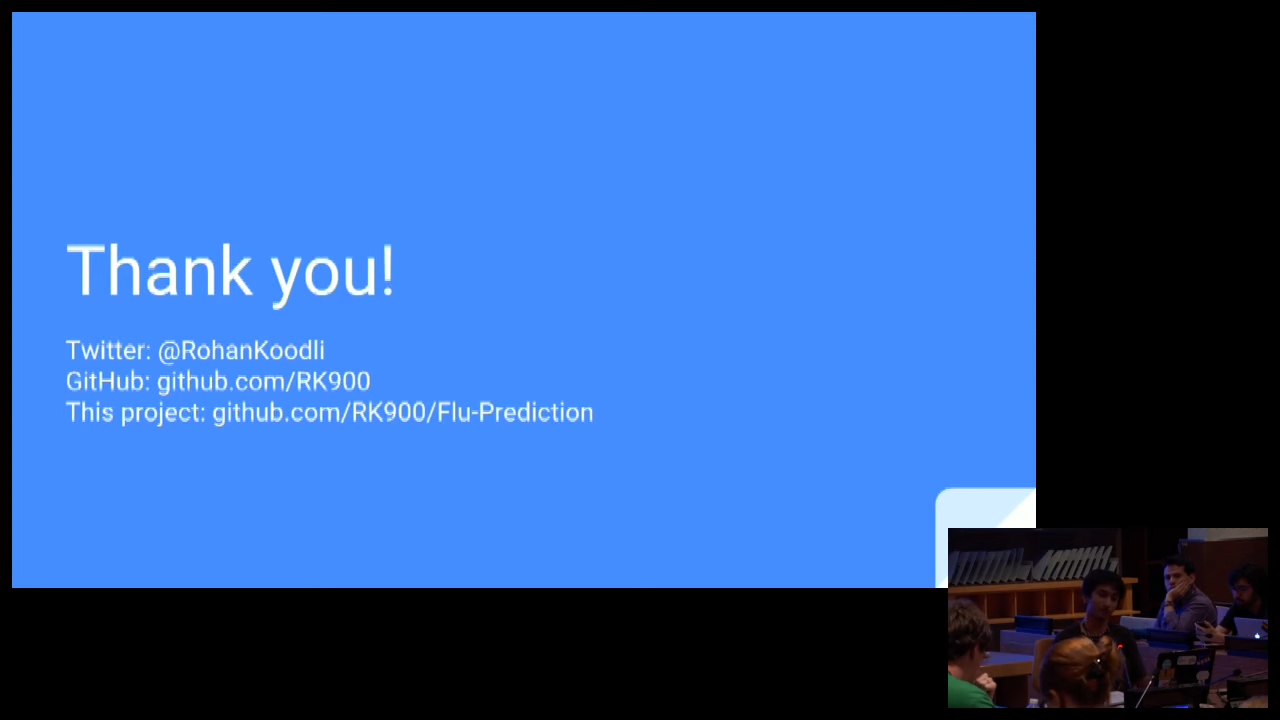 Thank you!
Twitter: @RohanKoodli
GitHub: github.com/RK900
This project: github.com/RK900/Flu-Prediction